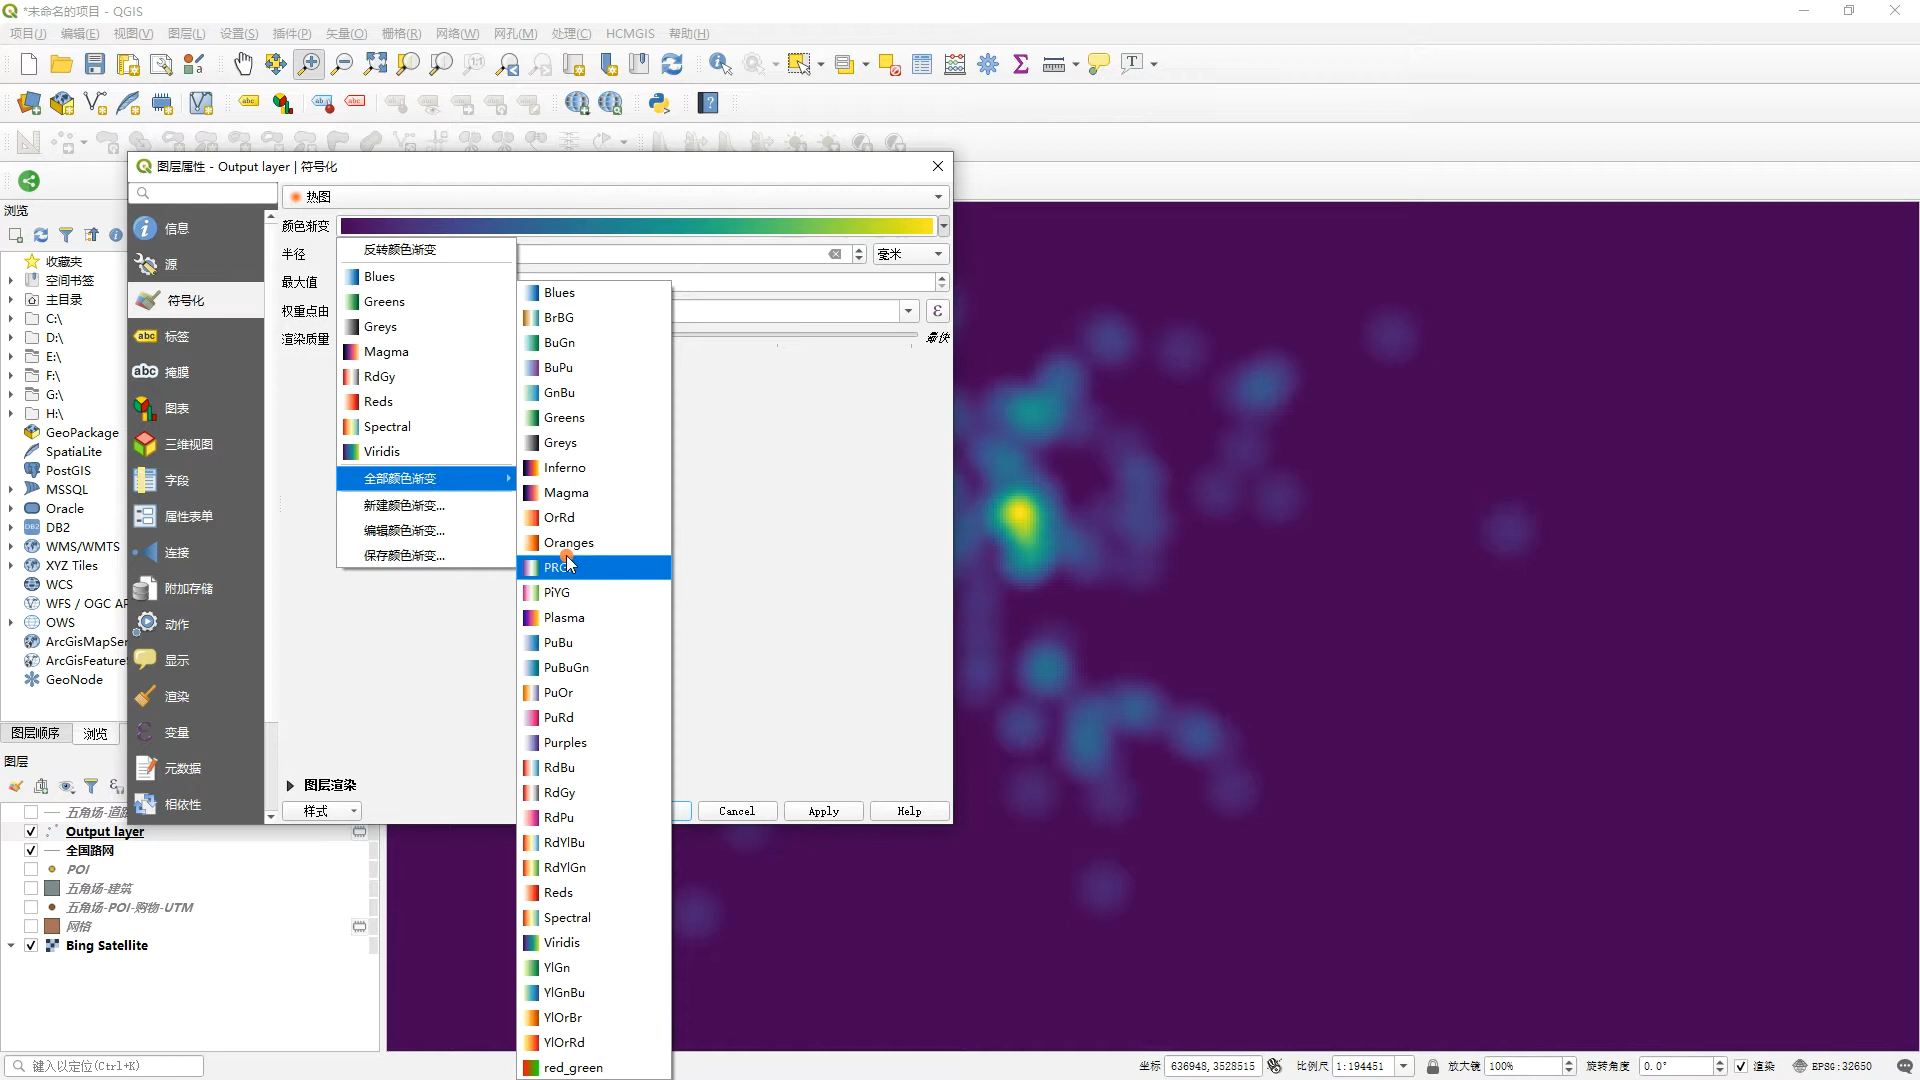 *未命名的项目 - QGIS
项目(J) 编辑(E) 视图(V) 图层(L) 设置(S) 插件(P) 矢量(O) 栅格(R) 网络(W) 网孔(M) 处理(C) HCMGIS 帮助(H)
图层属性 - Output layer | 符号化
热图
浏览
信息
源
符号化
标签
掩膜
图表
三维视图
字段
属性表单
连接
附加存储
动作
显示
渲染
变量
元数据
相依性
颜色渐变
半径
毫米
最大值
权重点由
渲染质量
最快
反转颜色渐变
Blues
Greens
Greys
Magma
RdGy
Reds
Spectral
Viridis
全部颜色渐变
新建颜色渐变...
编辑颜色渐变...
保存颜色渐变...
Blues
BrBG
BuGn
BuPu
GnBu
Greens
Greys
Inferno
Magma
OrRd
Oranges
PiYG
Plasma
PuBu
PuBuGn
PuOr
PuRd
Purples
RdBu
RdGy
RdPu
RdYlBu
RdYlGn
Reds
Spectral
Viridis
YlGn
YlGnBu
YlOrBr
YlOrRd
red_green
图层渲染
样式
Cancel Apply Help
收藏夹
空间书签
主目录
C:\
D:\
E:\
F:\
G:\
H:\
GeoPackage
SpatiaLite
PostGIS
MSSQL
Oracle
DB2
WMS/WMTS
XYZ Tiles
WCS
WFS / OGC AP
OWS
ArcGisMapSer
ArcGisFeature
GeoNode
图层顺序 浏览
图层
五角场-道路
Output layer
全国路网
POI
五角场-建筑
五角场-POI-购物-UTM
网格
Bing Satellite
键入以定位(Ctrl+K) 坐标 636948,3528515 比例尺 1:194451 放大镜 100% 旋转角度 0.0° 渲染 EPSG:32650